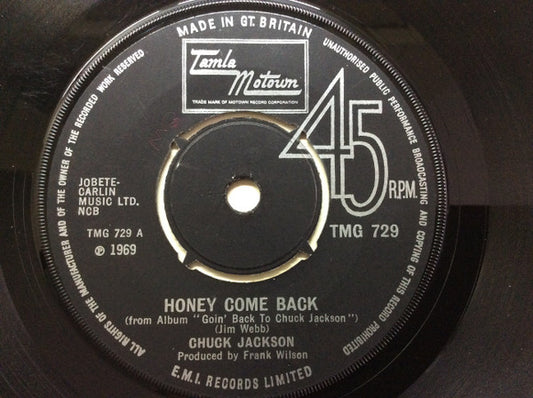 MADE IN GT. BRITAIN
Tamla
Motown
TRADE MARK OF MOTOWN RECORD CORPORATION
45
R.P.M.
JOBETE-
CARLIN
MUSIC LTD.
NCB
TMG 729 A
℗ 1969
TMG 729
HONEY COME BACK
(from Album "Goin' Back To Chuck Jackson")
(Jim Webb)
CHUCK JACKSON
Produced by Frank Wilson
E.M.I. RECORDS LIMITED
ALL RIGHTS OF THE MANUFACTURER AND OF THE OWNER OF THE RECORDED WORK RESERVED
UNAUTHORISED PUBLIC PERFORMANCE BROADCASTING AND COPYING OF THIS RECORD PROHIBITED